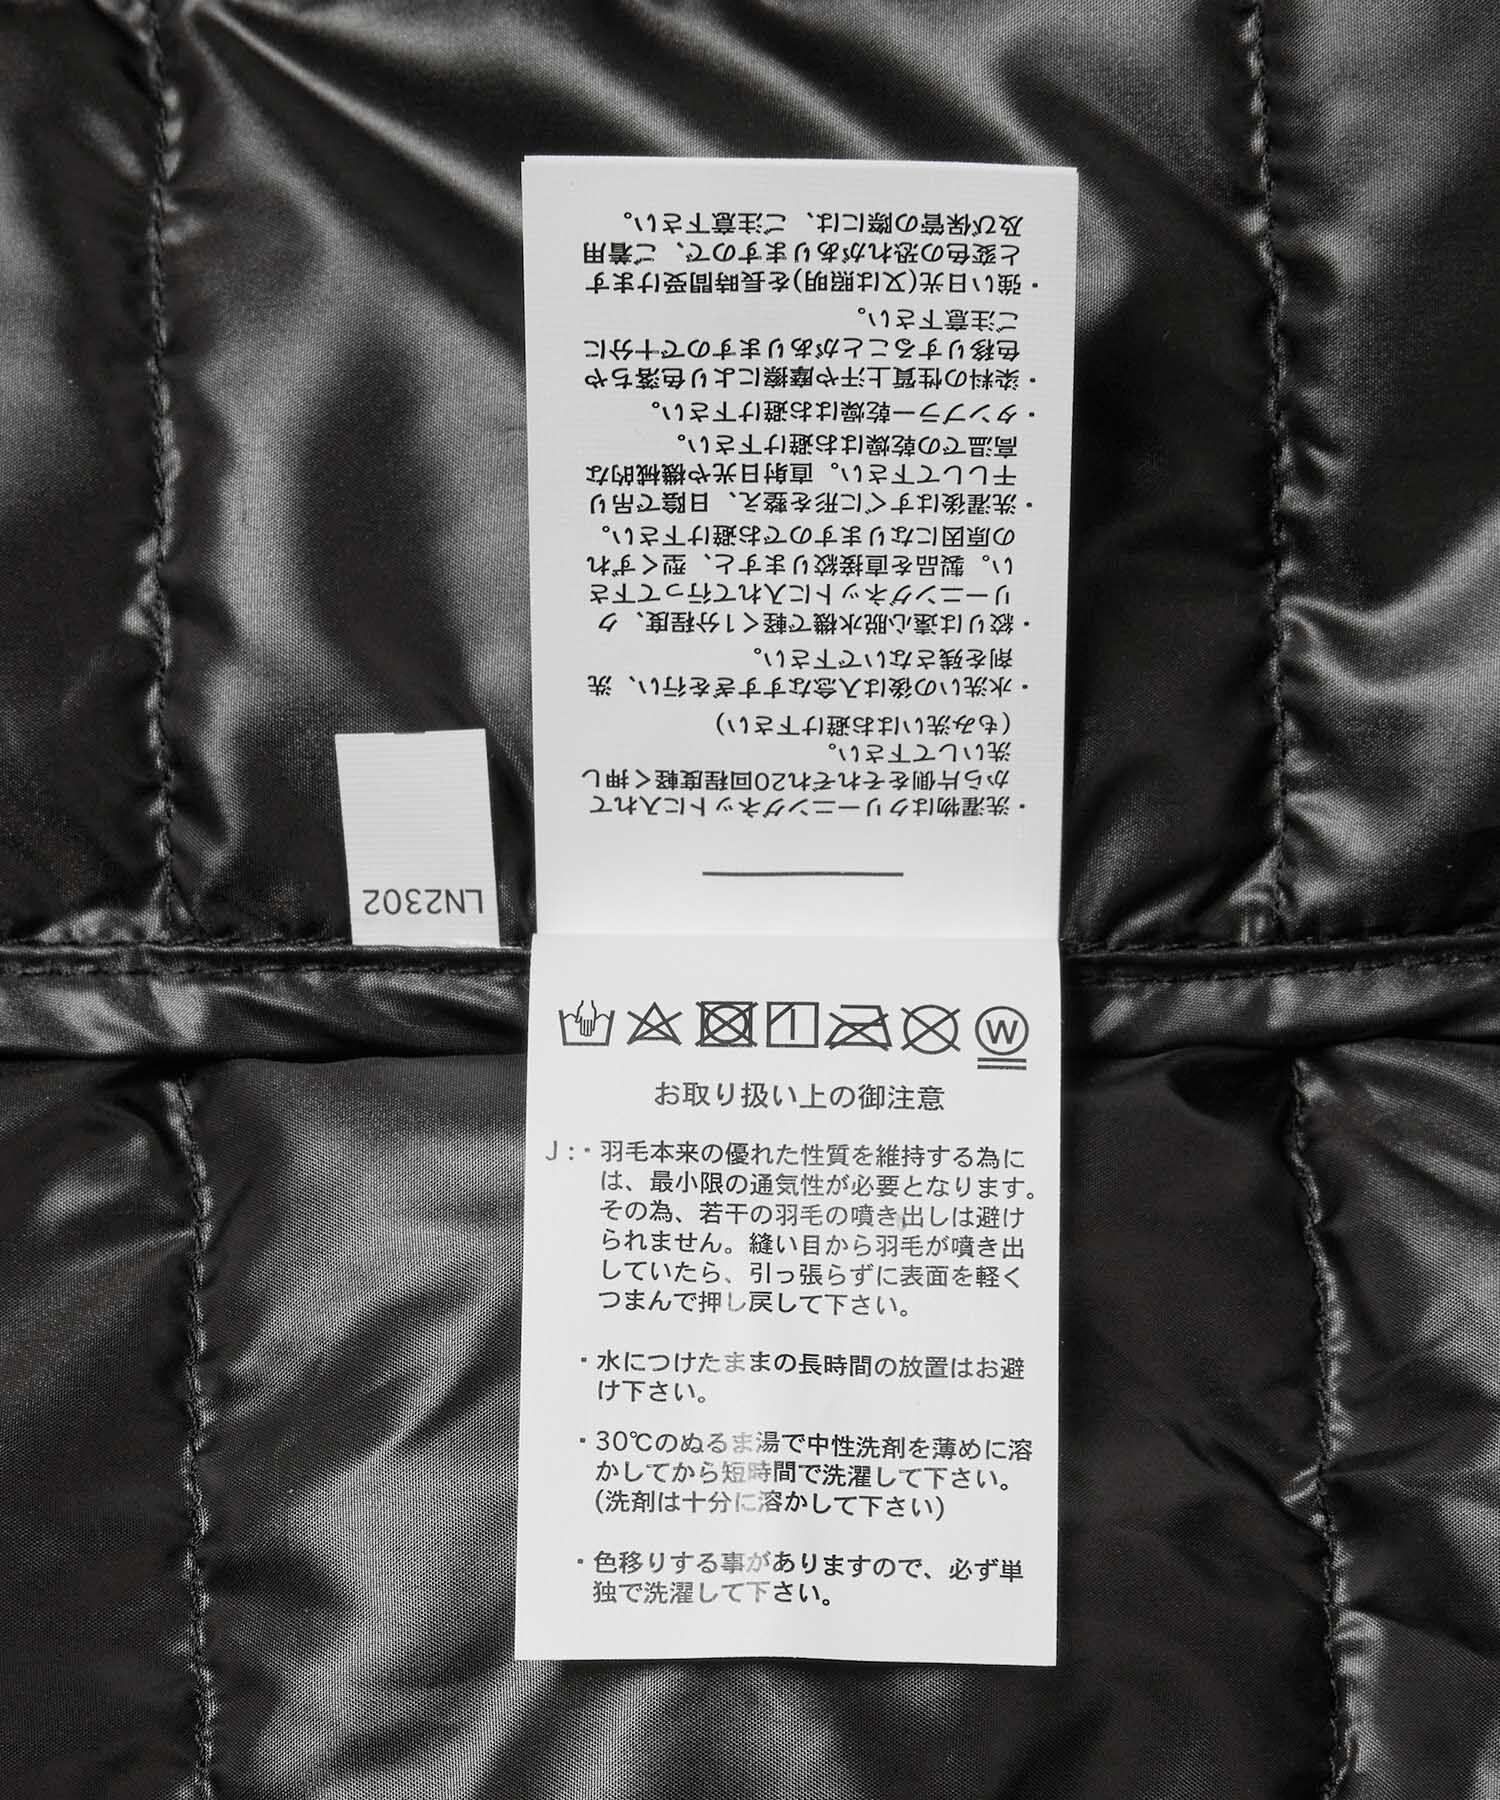 お取り扱い上の御注意
J:・羽毛本来の優れた性質を維持する為に
は、最小限の通気性が必要となります。
その為、若干の羽毛の噴き出しは避け
られません。縫い目から羽毛が噴き出
していたら、引っ張らずに表面を軽く
つまんで押し戻して下さい。
・水につけたままの長時間の放置はお避
け下さい。
・30℃のぬるま湯で中性洗剤を薄めに溶
かしてから短時間で洗濯して下さい。
(洗剤は十分に溶かして下さい)
・色移りする事がありますので、必ず単
独で洗濯して下さい。
・洗濯物はクリーニングネットに入れて
から片側をそれぞれ20回程度軽く押し
洗いして下さい。
(もみ洗いはお避け下さい)
・水洗いの後は入念なすすぎを行い、洗
剤を残さないで下さい。
・絞りは遠心脱水機で軽く1分程度、ク
リーニングネットに入れて行って下さ
い。製品を直接絞りますと、型くずれ
の原因になりますのでお避け下さい。
・洗濯後はすぐに形を整え、日陰で吊り
干しして下さい。直射日光や機械的な
高温での乾燥はお避け下さい。
・タンブラー乾燥はお避け下さい。
・染料の性質上汗や摩擦により色落ちや
色移りすることがありますので十分に
ご注意下さい。
・強い日光(又は照明)を長時間受けます
と変色の恐れがありますので、ご着用
及び保管の際には、ご注意下さい。
LN2302
W